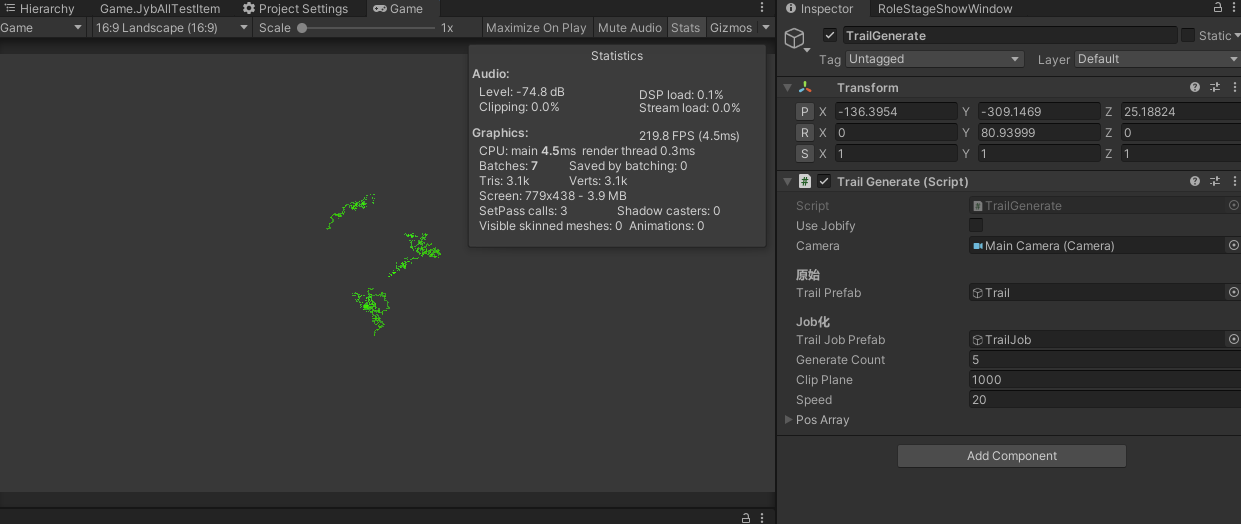 Hierarchy Game.JybAllTestItem Project Settings Game
Game 16:9 Landscape (16:9) Scale 1x Maximize On Play Mute Audio Stats Gizmos
Statistics
Audio:
Level: -74.8 dB DSP load: 0.1%
Clipping: 0.0% Stream load: 0.0%
Graphics: 219.8 FPS (4.5ms)
CPU: main 4.5ms render thread 0.3ms
Batches: 7 Saved by batching: 0
Tris: 3.1k Verts: 3.1k
Screen: 779x438 - 3.9 MB
SetPass calls: 3 Shadow casters: 0
Visible skinned meshes: 0 Animations: 0
Inspector RoleStageShowWindow
TrailGenerate Static
Tag Untagged Layer Default
Transform
P X -136.3954 Y -309.1469 Z 25.18824
R X 0 Y 80.93999 Z 0
S X 1 Y 1 Z 1
# Trail Generate (Script)
Script TrailGenerate
Use Jobify
Camera Main Camera (Camera)
原始
Trail Prefab Trail
Job化
Trail Job Prefab TrailJob
Generate Count 5
Clip Plane 1000
Speed 20
Pos Array
Add Component